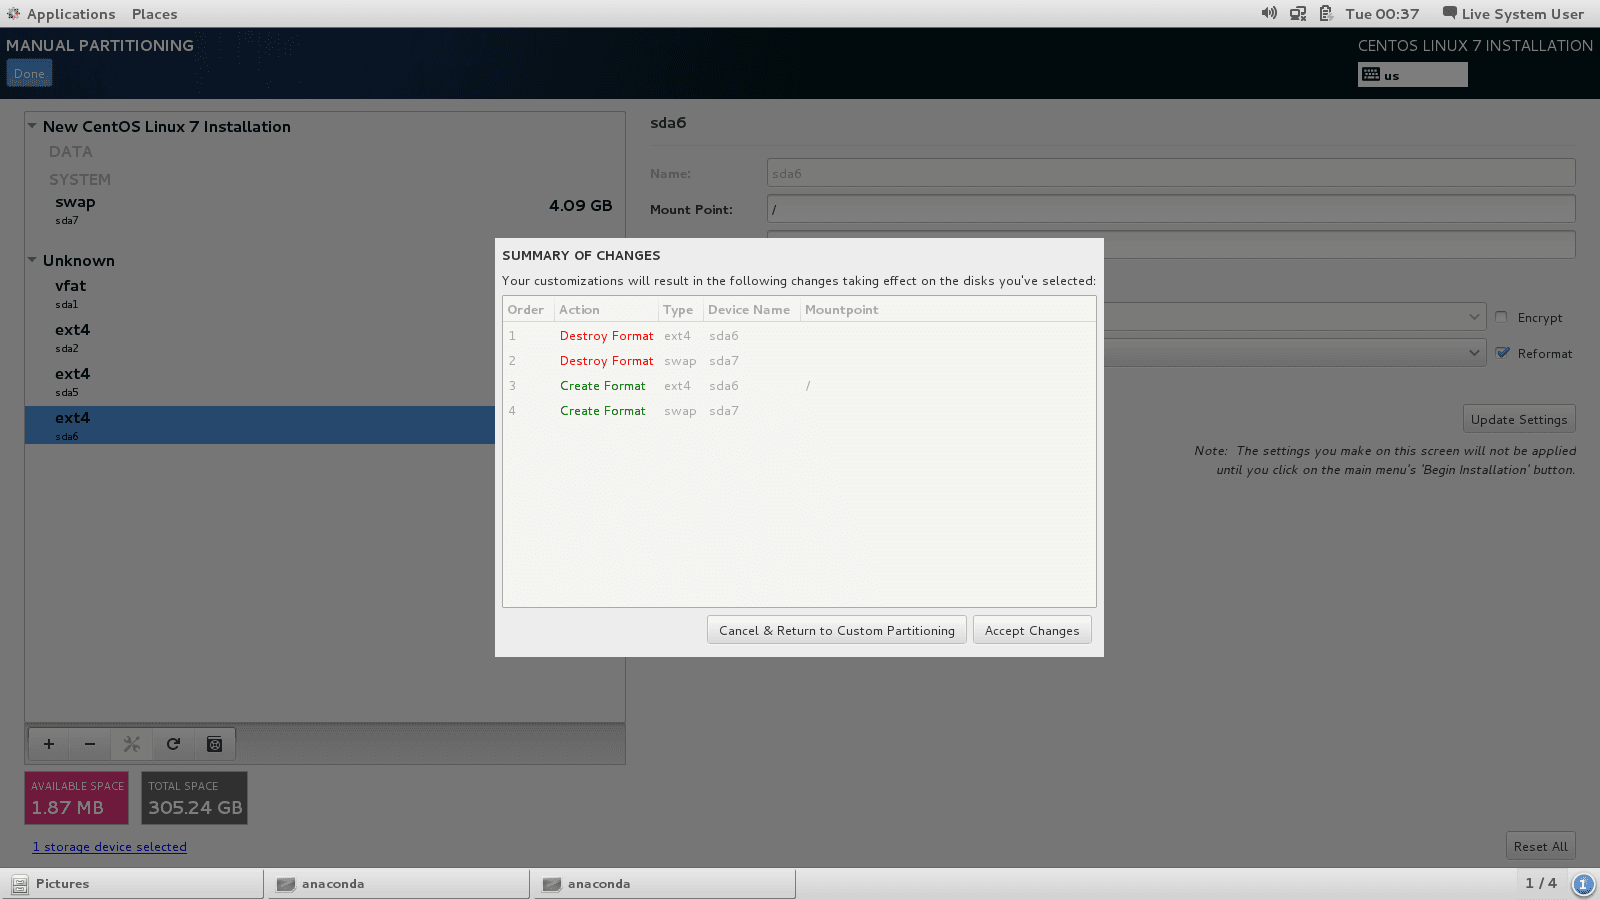 Applications Places Tue 00:37 Live System User
MANUAL PARTITIONING
CENTOS LINUX 7 INSTALLATION
Done
us
New CentOS Linux 7 Installation
DATA
SYSTEM
swap
4.09 GB
sda7
Unknown
vfat
sda1
ext4
sda2
ext4
sda5
ext4
sda6
sda6
Name: sda6
Mount Point: /
Encrypt
Reformat
Update Settings
Note: The settings you make on this screen will not be applied
until you click on the main menu's 'Begin Installation' button.
SUMMARY OF CHANGES
Your customizations will result in the following changes taking effect on the disks you've selected:
Order Action Type Device Name Mountpoint
1 Destroy Format ext4 sda6
2 Destroy Format swap sda7
3 Create Format ext4 sda6 /
4 Create Format swap sda7
Cancel & Return to Custom Partitioning Accept Changes
AVAILABLE SPACE
1.87 MB
TOTAL SPACE
305.24 GB
1 storage device selected
Reset All
Pictures anaconda anaconda 1 / 4